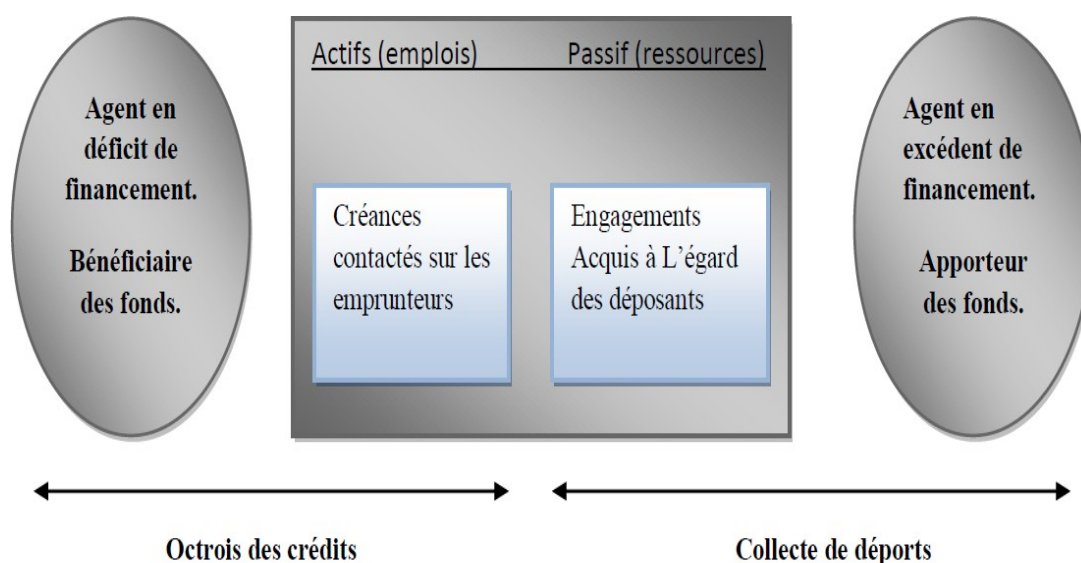 Agent en
déficit de
financement.
Bénéficiaire
des fonds.
Actifs (emplois) Passif (ressources)
Créances
contactés sur les
emprunteurs
Engagements
Acquis à L'égard
des déposants
Agent en
excédent de
financement.
Apporteur
des fonds.
Octrois des crédits
Collecte de déports